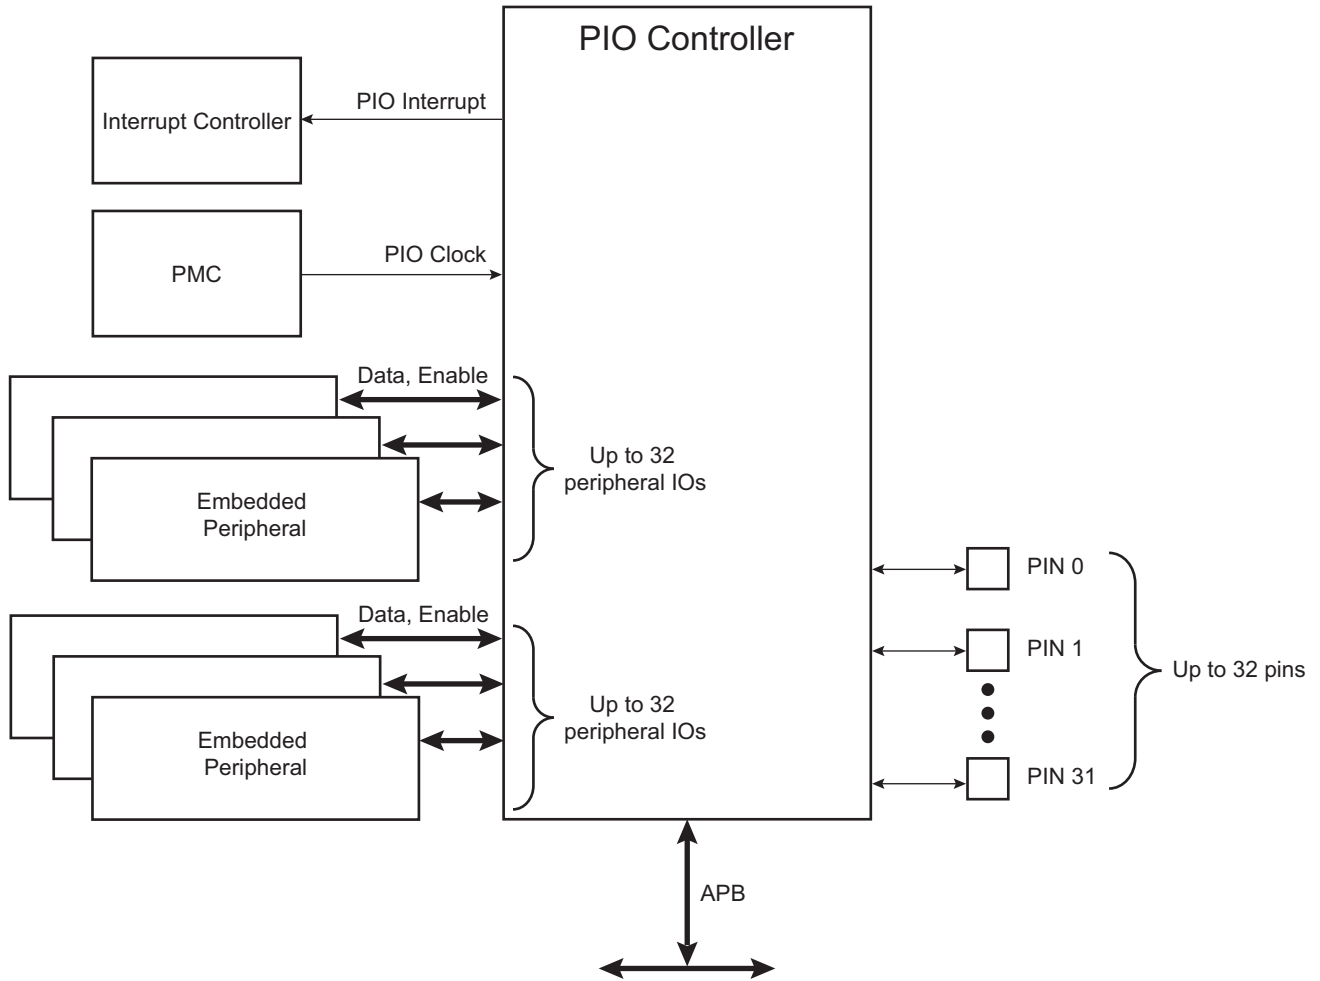 PIO Controller
PIO Interrupt
Interrupt Controller
PIO Clock
PMC
Data, Enable
Up to 32
peripheral IOs
Embedded
Peripheral
PIN 0
Data, Enable
PIN 1
Up to 32 pins
Up to 32
peripheral IOs
Embedded
Peripheral
PIN 31
APB